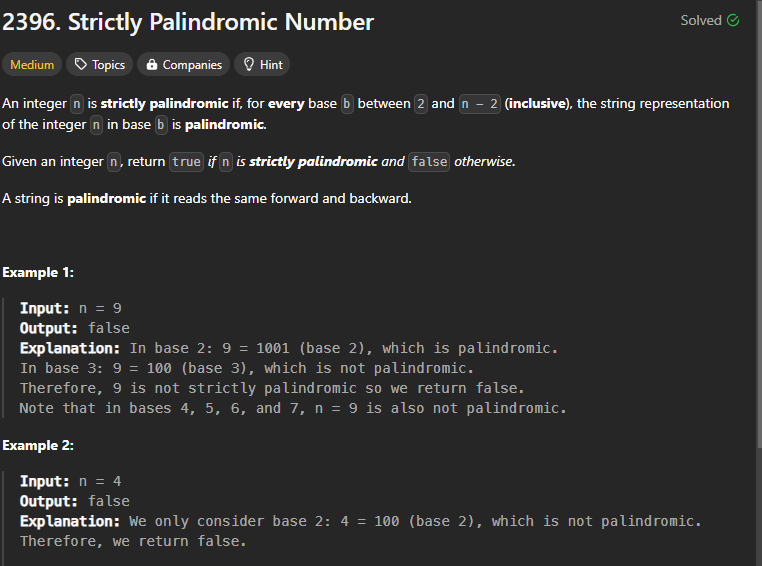 2396. Strictly Palindromic Number
Solved
Medium Topics Companies Hint
An integer n is strictly palindromic if, for every base b between 2 and n - 2 (inclusive), the string representation
of the integer n in base b is palindromic.
Given an integer n, return true if n is strictly palindromic and false otherwise.
A string is palindromic if it reads the same forward and backward.
Example 1:
Input: n = 9
Output: false
Explanation: In base 2: 9 = 1001 (base 2), which is palindromic.
In base 3: 9 = 100 (base 3), which is not palindromic.
Therefore, 9 is not strictly palindromic so we return false.
Note that in bases 4, 5, 6, and 7, n = 9 is also not palindromic.
Example 2:
Input: n = 4
Output: false
Explanation: We only consider base 2: 4 = 100 (base 2), which is not palindromic.
Therefore, we return false.